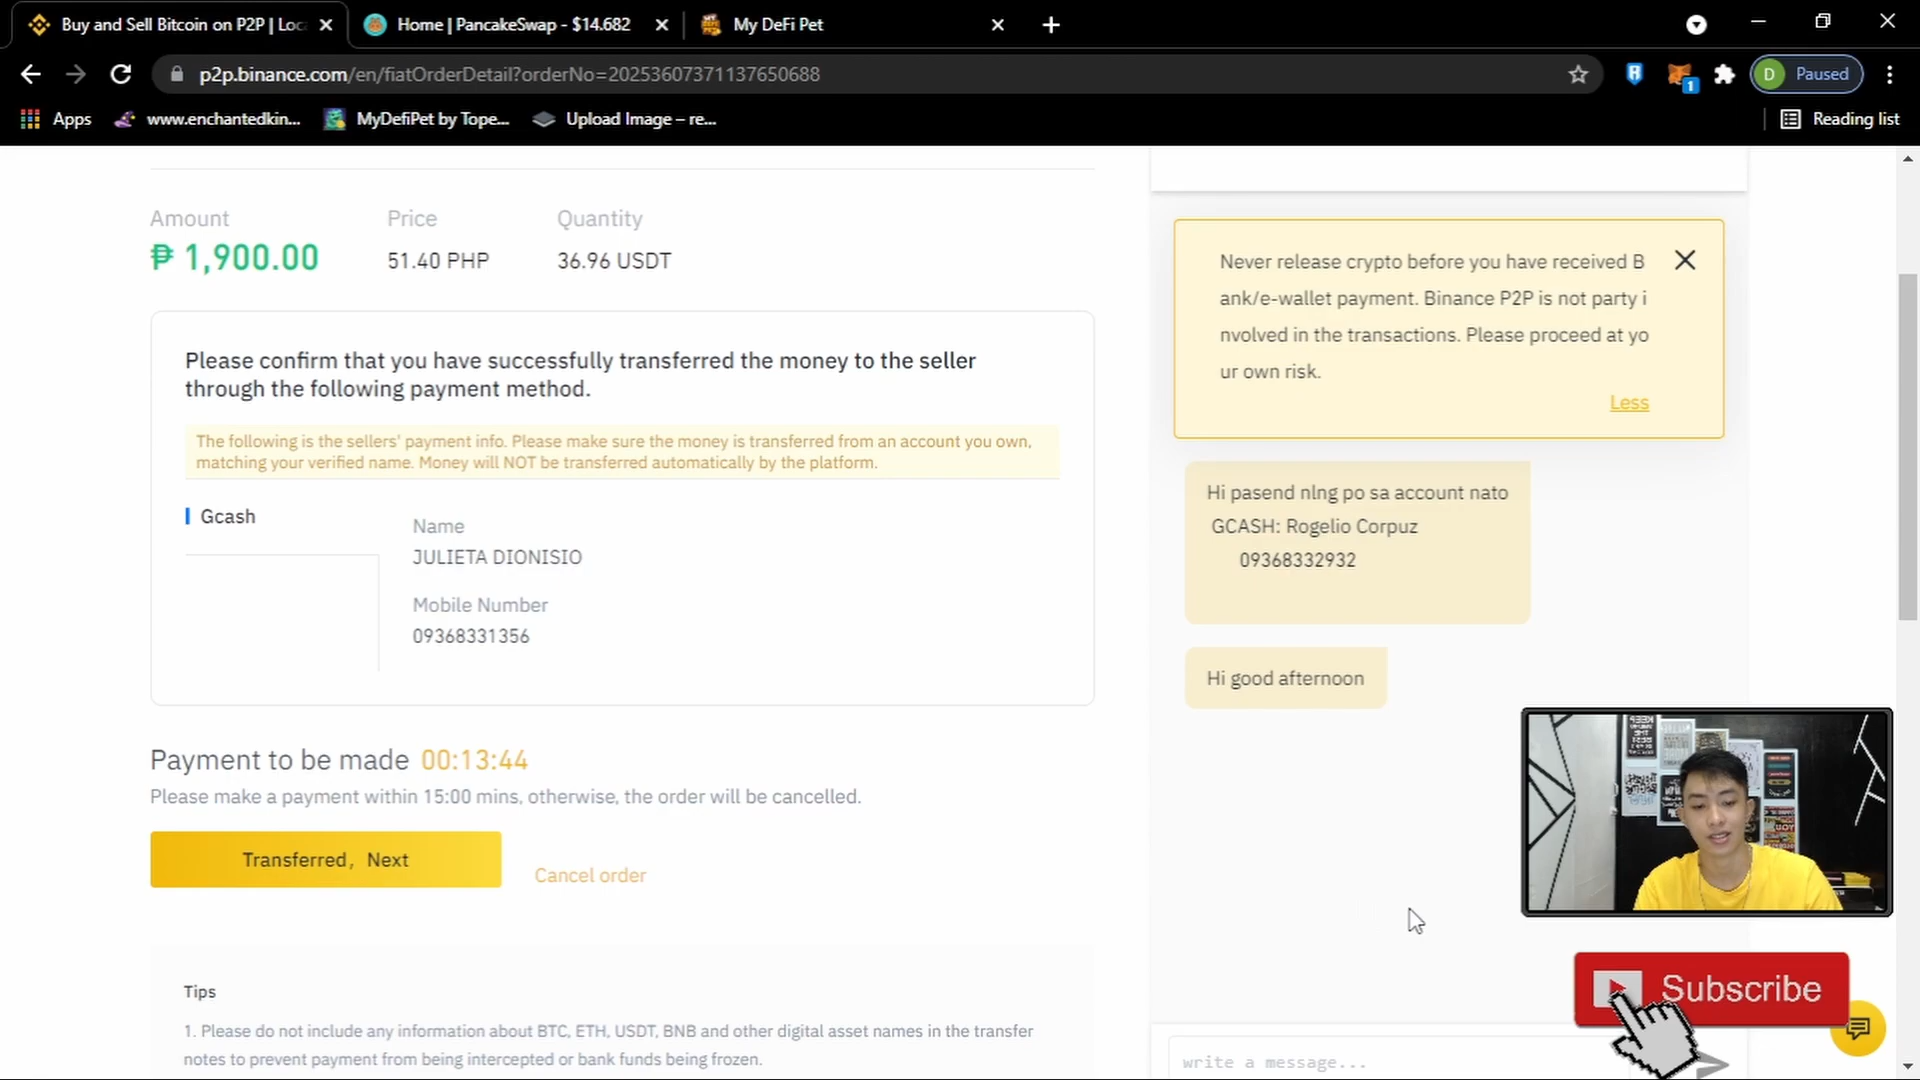 Buy and Sell Bitcoin on P2P | Loc
Home | PancakeSwap - $14.682
My DeFi Pet
p2p.binance.com/en/fiatOrderDetail?orderNo=20253607371137650688
1
D Paused
Apps
www.enchantedkin...
MyDefiPet by Tope...
Upload Image – re...
Reading list
Amount
Price
Quantity
₱ 1,900.00
51.40 PHP
36.96 USDT
Please confirm that you have successfully transferred the money to the seller
through the following payment method.
The following is the sellers' payment info. Please make sure the money is transferred from an account you own,
matching your verified name. Money will NOT be transferred automatically by the platform.
Gcash
Name
JULIETA DIONISIO
Mobile Number
09368331356
Payment to be made 00:13:44
Please make a payment within 15:00 mins, otherwise, the order will be cancelled.
Transferred, Next
Cancel order
Tips
1. Please do not include any information about BTC, ETH, USDT, BNB and other digital asset names in the transfer
notes to prevent payment from being intercepted or bank funds being frozen.
Never release crypto before you have received B
ank/e-wallet payment. Binance P2P is not party i
nvolved in the transactions. Please proceed at yo
ur own risk.
Less
Hi pasend nlng po sa account nato
GCASH: Rogelio Corpuz
09368332932
Hi good afternoon
Subscribe
write a message...